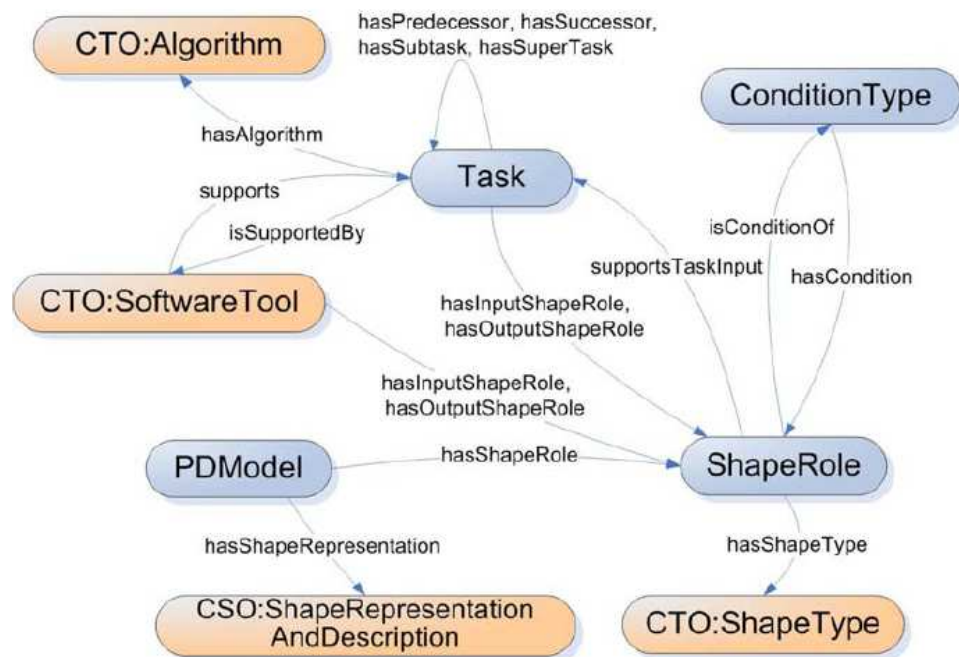 hasPredecessor, hasSuccessor,
hasSubtask, hasSuperTask
CTO:Algorithm
ConditionType
hasAlgorithm
Task
supports
isConditionOf
isSupportedBy
supportsTaskInput
hasCondition
CTO:SoftwareTool
hasInputShapeRole,
hasOutputShapeRole
hasInputShapeRole,
hasOutputShapeRole
PDModel
hasShapeRole
ShapeRole
hasShapeRepresentation
hasShapeType
CSO:ShapeRepresentation
AndDescription
CTO:ShapeType